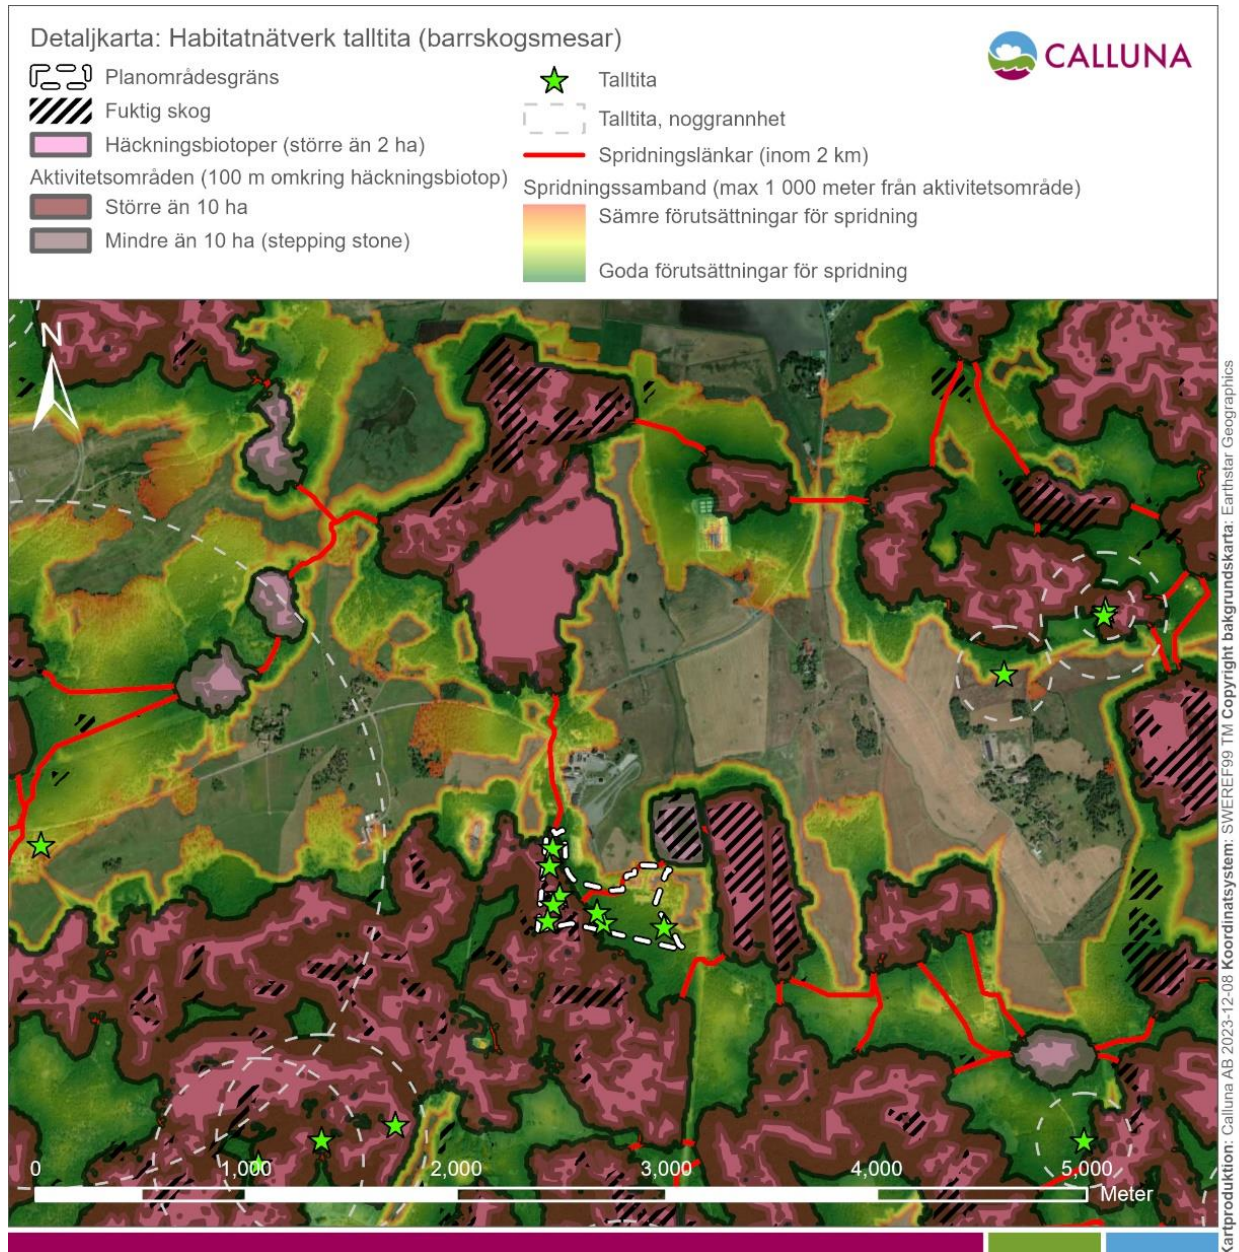 Detaljkarta: Habitatnätverk talltita (barrskogsmesar)
CALLUNA
Planområdesgräns
Fuktig skog
Häckningsbiotoper (större än 2 ha)
Aktivitetsområden (100 m omkring häckningsbiotop)
Större än 10 ha
Mindre än 10 ha (stepping stone)
Talltita
Talltita, noggrannhet
Spridningslänkar (inom 2 km)
Spridningssamband (max 1 000 meter från aktivitetsområde)
Sämre förutsättningar för spridning
Goda förutsättningar för spridning
N
0 1,000 2,000 3,000 4,000 5,000
Meter
Kartproduktion: Calluna AB 2023-12-08 Koordinatsystem: SWEREF99 TM Copyright bakgrundskarta: Earthstar Geographics